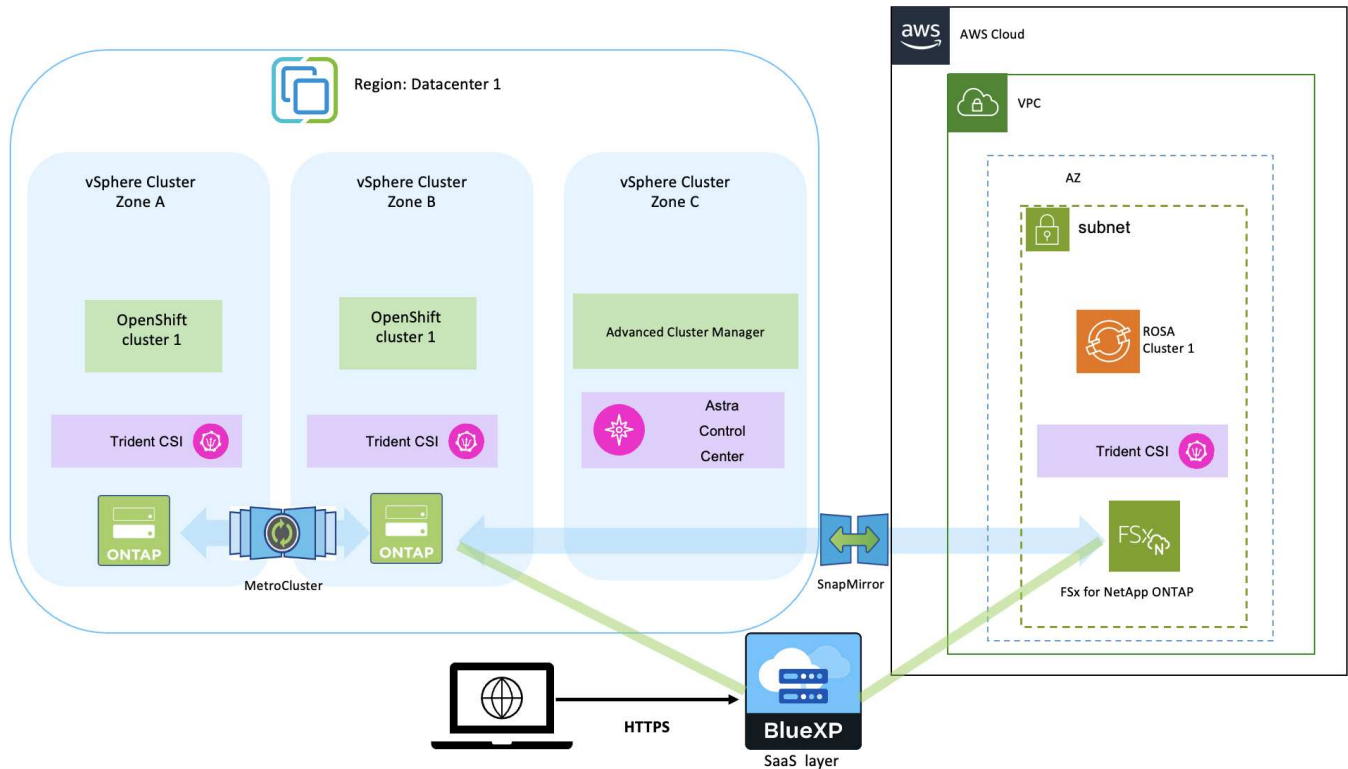 aws
AWS Cloud
Region: Datacenter 1
VPC
vSphere Cluster
Zone A
vSphere Cluster
Zone B
vSphere Cluster
Zone C
AZ
subnet
OpenShift
cluster 1
OpenShift
cluster 1
Advanced Cluster Manager
ROSA
Cluster 1
Trident CSI
Trident CSI
Astra
Control
Center
Trident CSI
ONTAP
ONTAP
FSx
N
MetroCluster
SnapMirror
FSx for NetApp ONTAP
HTTPS
BlueXP
SaaS layer